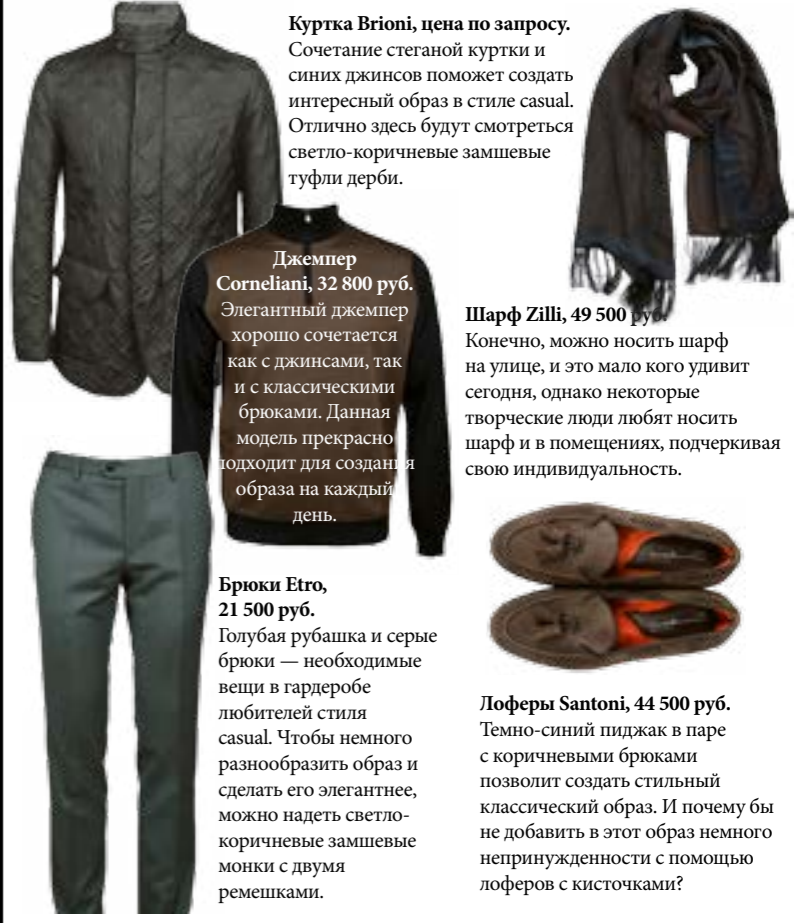 Куртка Brioni, цена по запросу.
Сочетание стеганой куртки и
синих джинсов поможет создать
интересный образ в стиле casual.
Отлично здесь будут смотреться
светло-коричневые замшевые
туфли дерби.
Джемпер
Corneliani, 32 800 руб.
Элегантный джемпер
хорошо сочетается
как с джинсами, так
и с классическими
брюками. Данная
модель прекрасно
подходит для создания
образа на каждый
день.
Шарф Zilli, 49 500 руб.
Конечно, можно носить шарф
на улице, и это мало кого удивит
сегодня, однако некоторые
творческие люди любят носить
шарф и в помещениях, подчеркивая
свою индивидуальность.
Брюки Etro,
21 500 руб.
Голубая рубашка и серые
брюки — необходимые
вещи в гардеробе
любителей стиля
casual. Чтобы немного
разнообразить образ и
сделать его элегантнее,
можно надеть светло-
коричневые замшевые
монки с двумя
ремешками.
Лоферы Santoni, 44 500 руб.
Темно-синий пиджак в паре
с коричневыми брюками
позволит создать стильный
классический образ. И почему бы
не добавить в этот образ немного
непринужденности с помощью
лоферов с кисточками?